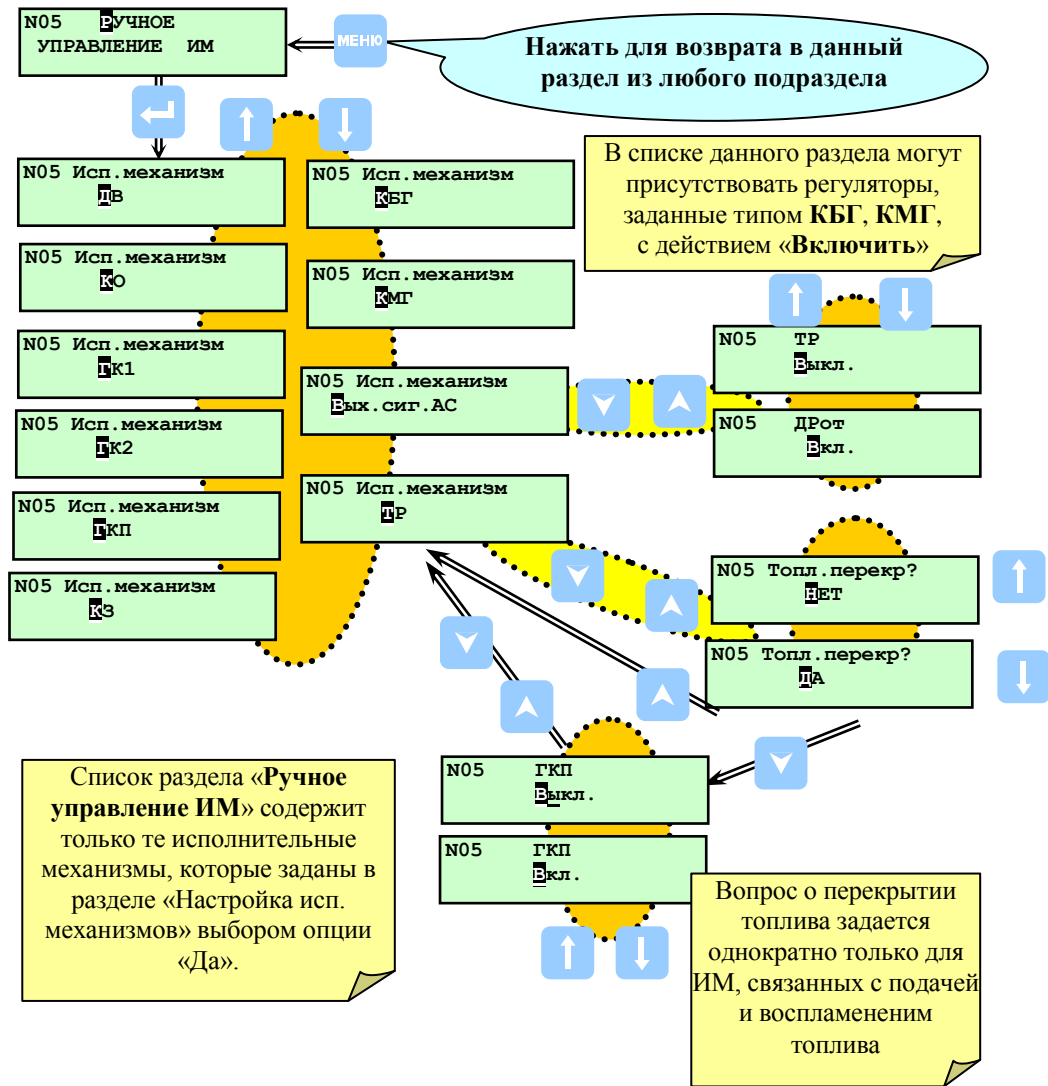 N05 РУЧНОЕ
УПРАВЛЕНИЕ ИМ
МЕНЮ
Нажать для возврата в данный
раздел из любого подраздела
N05 Исп.механизм
ДВ
N05 Исп.механизм
КО
N05 Исп.механизм
ГК1
N05 Исп.механизм
ГК2
N05 Исп.механизм
ГКП
N05 Исп.механизм
КЗ
N05 Исп.механизм
КБГ
N05 Исп.механизм
КМГ
N05 Исп.механизм
Вых.сиг.АС
N05 Исп.механизм
ТР
В списке данного раздела могут
присутствовать регуляторы,
заданные типом КБГ, КМГ,
с действием «Включить»
N05 ТР
Выкл.
N05 ДРот
Вкл.
N05 Топл.перекр?
НЕТ
N05 Топл.перекр?
ДА
N05 ГКП
Выкл.
N05 ГКП
Вкл.
Список раздела «Ручное
управление ИМ» содержит
только те исполнительные
механизмы, которые заданы в
разделе «Настройка исп.
механизмов» выбором опции
«Да».
Вопрос о перекрытии
топлива задается
однократно только для
ИМ, связанных с подачей
и воспламененим
топлива